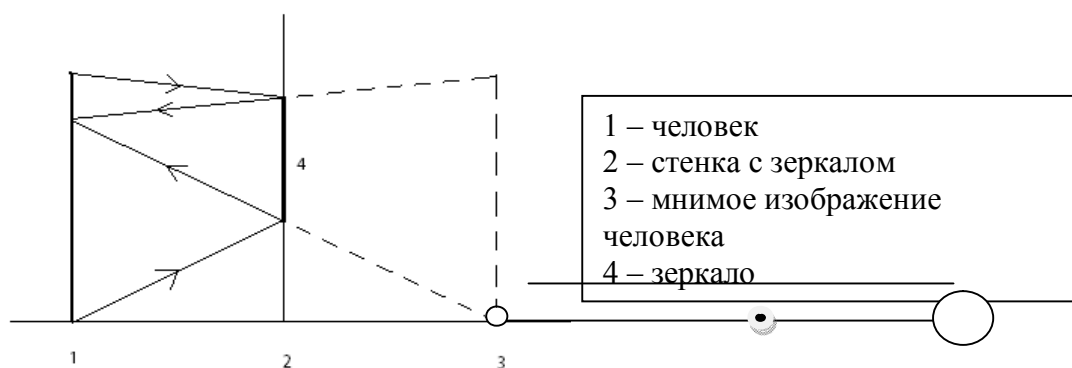 4
1 – человек
2 – стенка с зеркалом
3 – мнимое изображение
человека
4 – зеркало
1
2
3